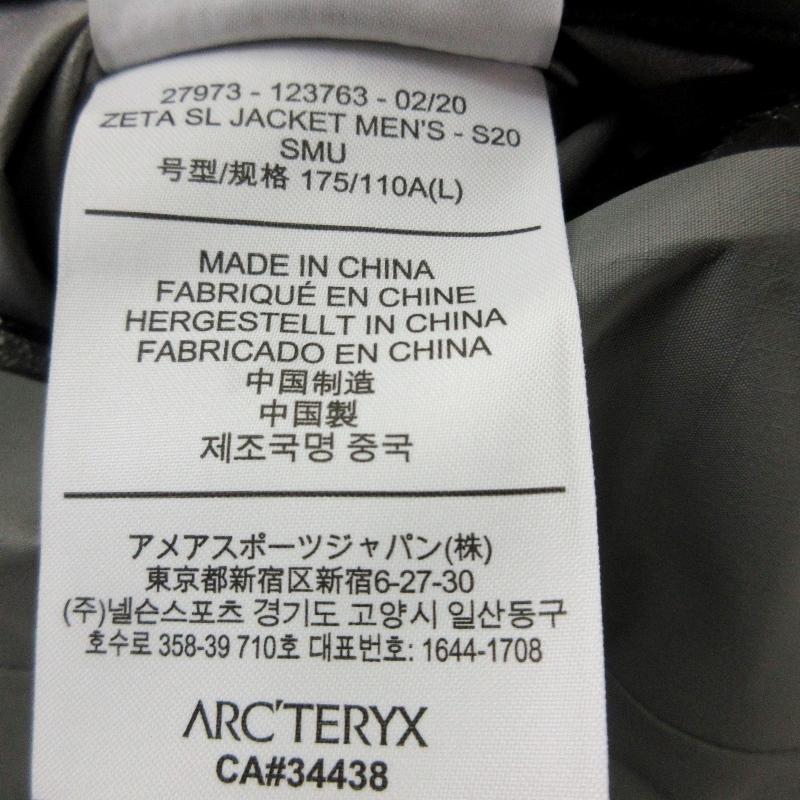 27973 - 123763 - 02/20
ZETA SL JACKET MEN'S - S20
SMU
号型/规格 175/110A(L)
MADE IN CHINA
FABRIQUÉ EN CHINE
HERGESTELLT IN CHINA
FABRICADO EN CHINA
中国制造
中国製
제조국명 중국
アメアスポーツジャパン(株)
東京都新宿区新宿6-27-30
(주)넬슨스포츠 경기도 고양시 일산동구
호수로 358-39 710호 대표번호: 1644-1708
ARC'TERYX
CA#34438